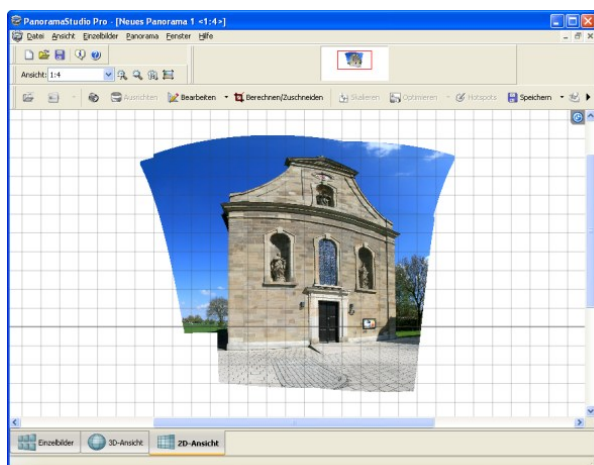 PanoramaStudio Pro - [Neues Panorama 1 <1:4>]
Datei Ansicht Einzelbilder Panorama Fenster Hilfe
Ansicht: 1:4
Ausrichten Bearbeiten Berechnen/Zuschneiden Skalieren Optimieren Hotspots Speichern
Einzelbilder 3D-Ansicht 2D-Ansicht